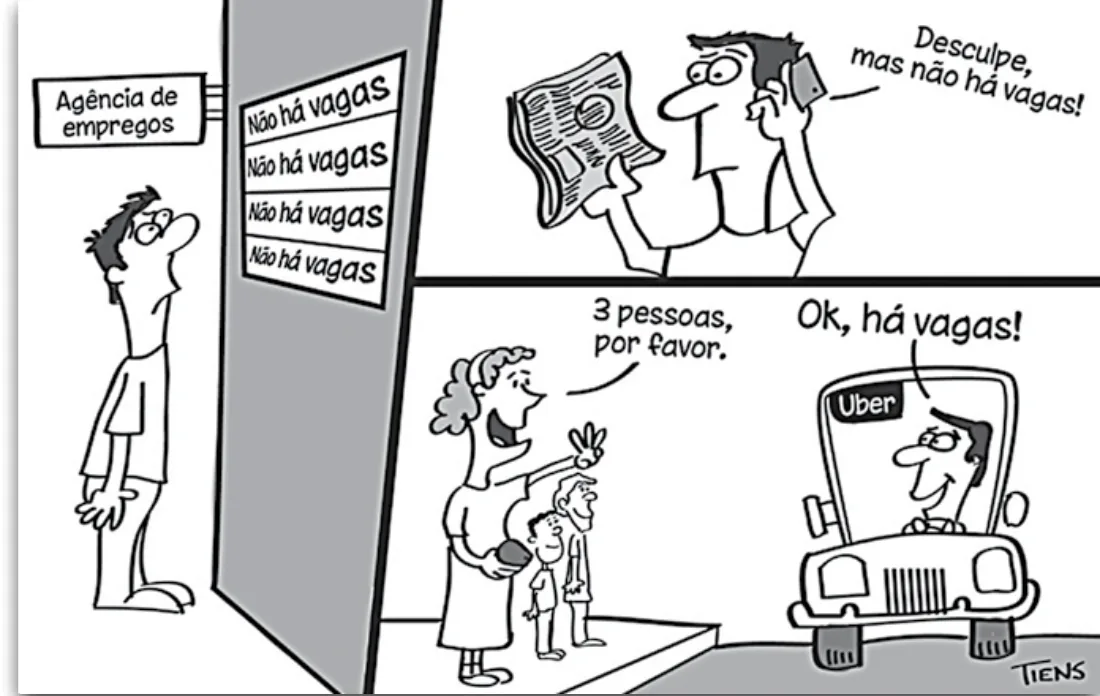 Agência de
empregos
Não há vagas
Não há vagas
Não há vagas
Não há vagas
Desculpe,
mas não há vagas!
3 pessoas,
por favor.
Ok, há vagas!
Uber
TIENS